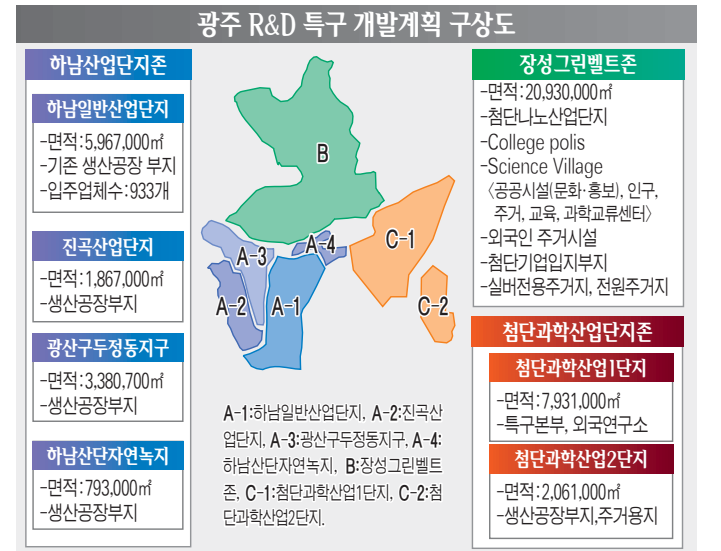 광주 R&D 특구 개발계획 구상도
하남산업단지존
하남일반산업단지
-면적:5,967,000㎡
-기존 생산공장 부지
-입주업체수:933개
진곡산업단지
-면적:1,867,000㎡
-생산공장부지
광산구두정동지구
-면적:3,380,700㎡
-생산공장부지
하남산단자연녹지
-면적:793,000㎡
-생산공장부지
B
A-4
A-3
C-1
A-2
A-1
C-2
A-1:하남일반산업단지, A-2:진곡산
업단지, A-3:광산구두정동지구, A-4:
하남산단자연녹지, B:장성그린벨트
존, C-1:첨단과학산업1단지, C-2:첨
단과학산업2단지.
장성그린벨트존
-면적:20,930,000㎡
-첨단나노산업단지
-College polis
-Science Village
〈공공시설(문화·홍보), 인구,
주거, 교육, 과학교류센터〉
-외국인 주거시설
-첨단기업입지부지
-실버전용주거지, 전원주거지
첨단과학산업단지존
첨단과학산업1단지
-면적:7,931,000㎡
-특구본부, 외국연구소
첨단과학산업2단지
-면적:2,061,000㎡
-생산공장부지,주거용지